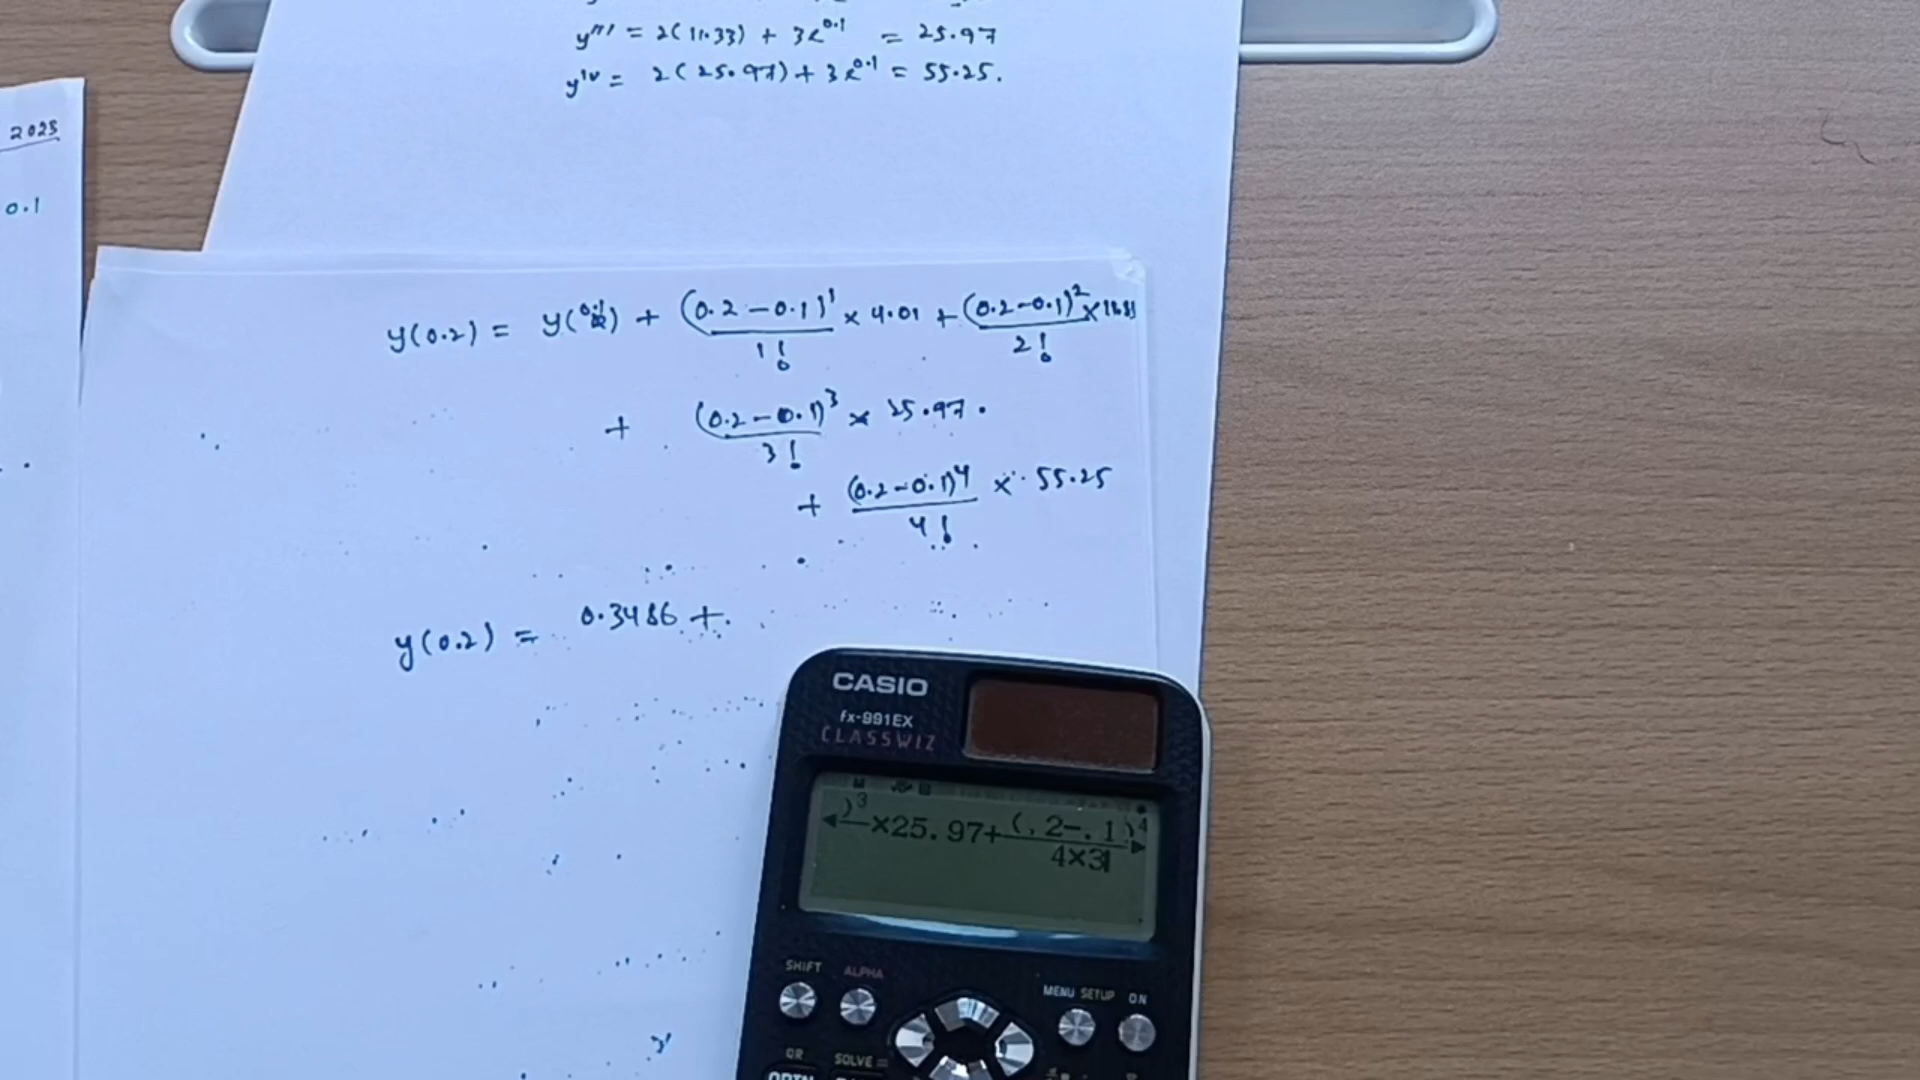 y''' = 2(11.33) + 3e^0.1 = 25.97
y'^v = 2(25.97) + 3e^0.1 = 55.25.
2025
0.1
y(0.2) = y(0.1) + (0.2-0.1)^1/1! × 4.01 + (0.2-0.1)^2/2! ×
+ (0.2-0.1)^3/3! × 25.97.
+ (0.2-0.1)^4/4! × 55.25
y(0.2) = 0.3486 +.
CASIO
fx-991EX
CLASSWIZ
)^3 ×25.97+(.2-.1)^4/4×3
SHIFT ALPHA
MENU SETUP ON
QR SOLVE =
OPTN